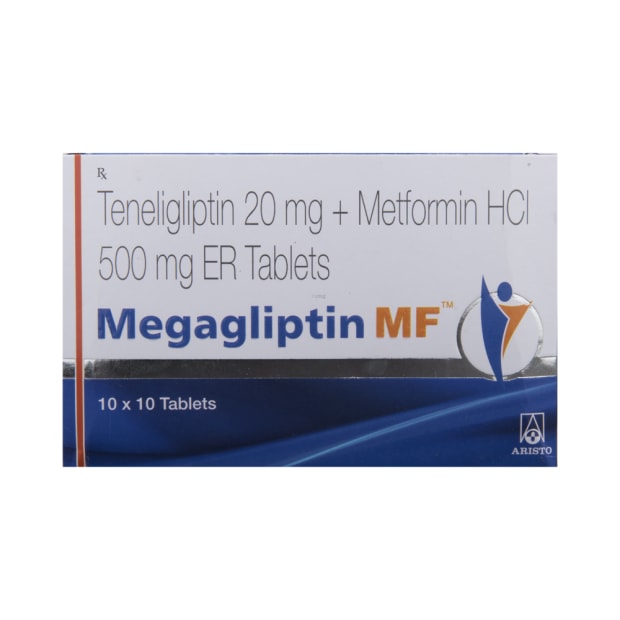 Rx
Teneligliptin 20 mg + Metformin HCl
500 mg ER Tablets
Megagliptin MF™
10 x 10 Tablets
ARISTO